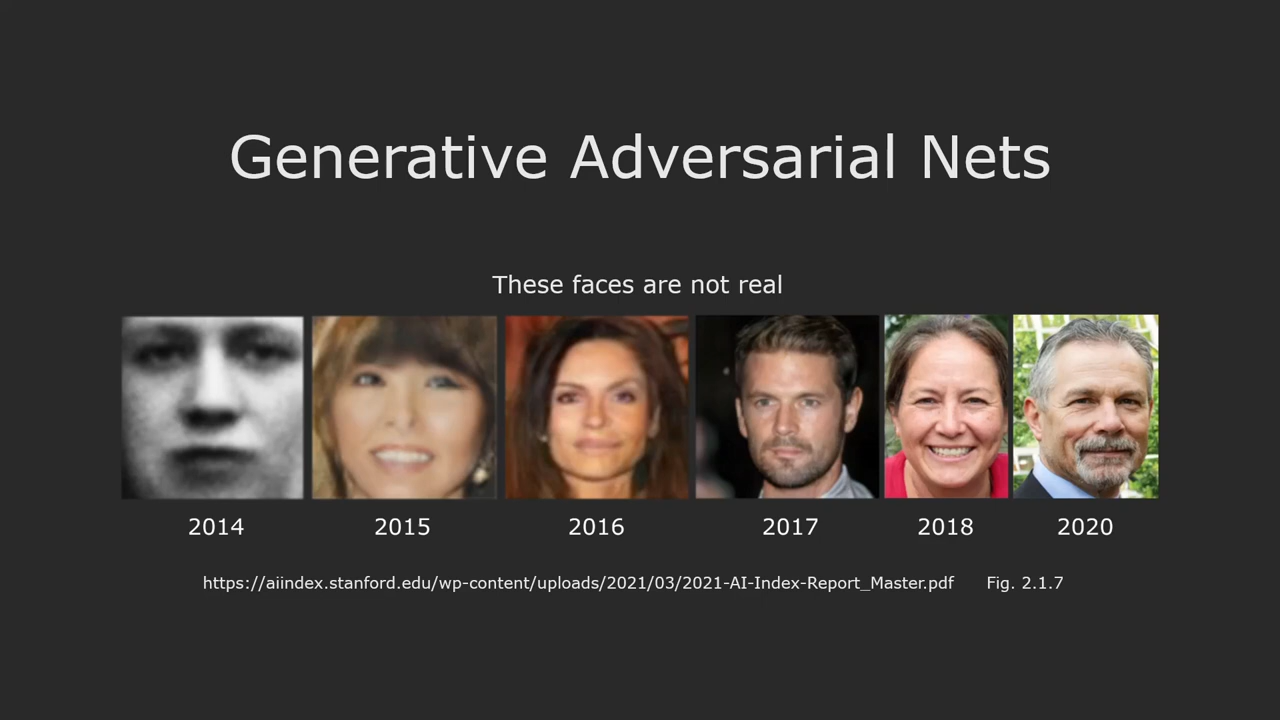 Generative Adversarial Nets
These faces are not real
2014 2015 2016 2017 2018 2020
https://aiindex.stanford.edu/wp-content/uploads/2021/03/2021-AI-Index-Report_Master.pdf Fig. 2.1.7